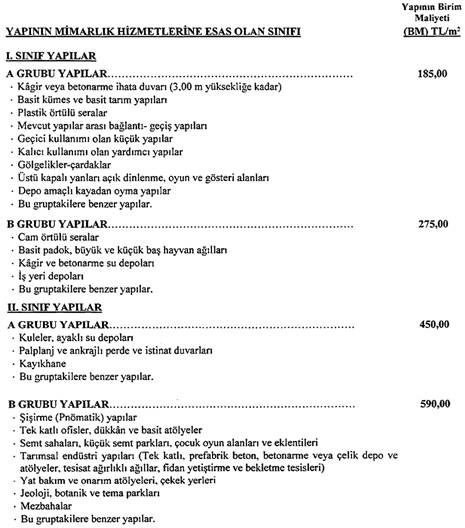 Yapının Birim
Maliyeti
YAPININ MİMARLIK HİZMETLERİNE ESAS OLAN SINIFI (BM) TL/m²
I. SINIF YAPILAR
A GRUBU YAPILAR.................................................................... 185,00
· Kâgir veya betonarme ihata duvarı (3,00 m yüksekliğe kadar)
· Basit kümes ve basit tarım yapıları
· Plastik örtülü seralar
· Mevcut yapılar arası bağlantı- geçiş yapıları
· Geçici kullanımı olan küçük yapılar
· Kalıcı kullanımı olan yardımcı yapılar
· Gölgelikler-çardaklar
· Üstü kapalı yanları açık dinlenme, oyun ve gösteri alanları
· Depo amaçlı kayadan oyma yapılar
· Bu gruptakilere benzer yapılar.
B GRUBU YAPILAR.................................................................... 275,00
· Cam örtülü seralar
· Basit padok, büyük ve küçük baş hayvan ağılları
· Kâgir ve betonarme su depoları
· İş yeri depoları
· Bu gruptakilere benzer yapılar.
II. SINIF YAPILAR
A GRUBU YAPILAR.................................................................... 450,00
· Kuleler, ayaklı su depoları
· Palplanj ve ankrajlı perde ve istinat duvarları
· Kayıkhane
· Bu gruptakilere benzer yapılar.
B GRUBU YAPILAR.................................................................... 590,00
· Şişirme (Pnömatik) yapılar
· Tek katlı ofisler, dükkân ve basit atölyeler
· Semt sahaları, küçük semt parkları, çocuk oyun alanları ve eklentileri
· Tarımsal endüstri yapıları (Tek katlı, prefabrik beton, betonarme veya çelik depo ve
atölyeler, tesisat ağırlıklı ağıllar, fidan yetiştirme ve bekletme tesisleri)
· Yat bakım ve onarım atölyeleri, çekek yerleri
· Jeoloji, botanik ve tema parkları
· Mezbahalar
· Bu gruptakilere benzer yapılar.